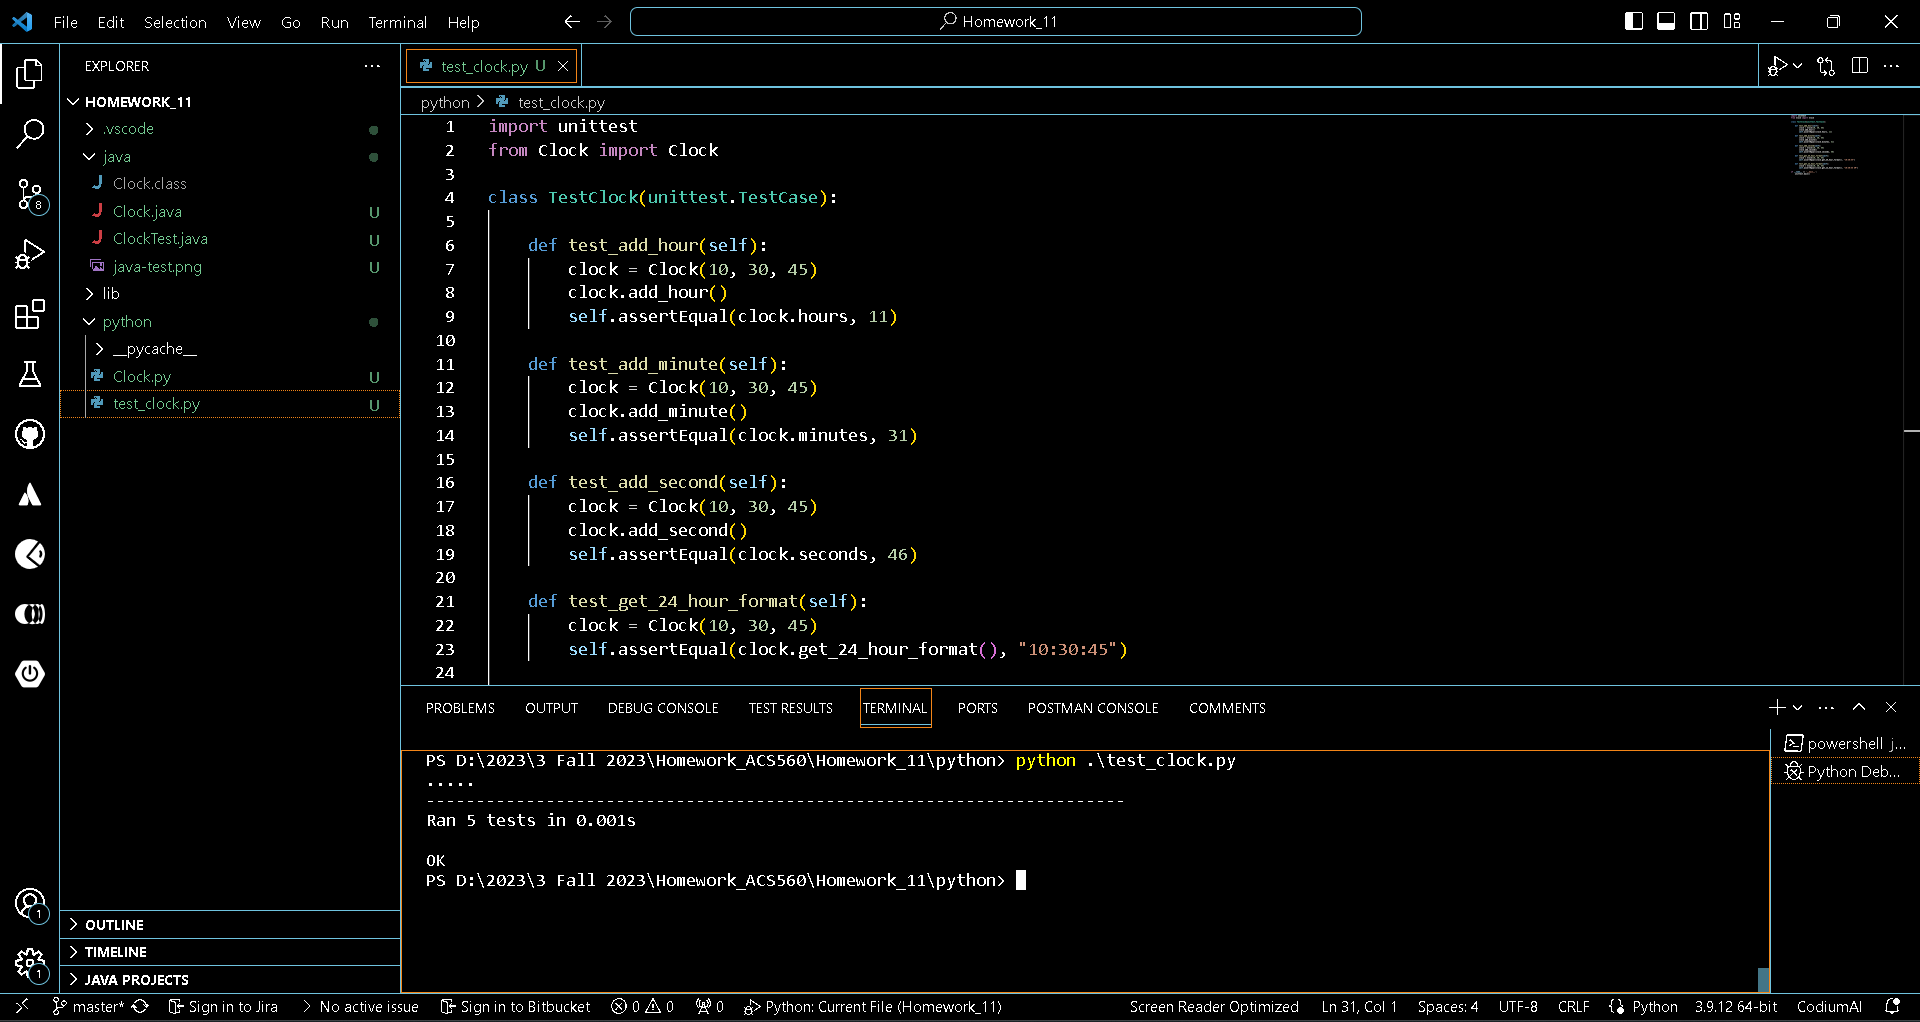 File Edit Selection View Go Run Terminal Help Homework_11
EXPLORER
HOMEWORK_11
.vscode
java
Clock.class
Clock.java U
ClockTest.java U
java-test.png U
lib
python
__pycache__
Clock.py U
test_clock.py U
OUTLINE
TIMELINE
JAVA PROJECTS
8
1
1
test_clock.py U
python > test_clock.py
1 import unittest
2 from Clock import Clock
3
4 class TestClock(unittest.TestCase):
5
6 def test_add_hour(self):
7 clock = Clock(10, 30, 45)
8 clock.add_hour()
9 self.assertEqual(clock.hours, 11)
10
11 def test_add_minute(self):
12 clock = Clock(10, 30, 45)
13 clock.add_minute()
14 self.assertEqual(clock.minutes, 31)
15
16 def test_add_second(self):
17 clock = Clock(10, 30, 45)
18 clock.add_second()
19 self.assertEqual(clock.seconds, 46)
20
21 def test_get_24_hour_format(self):
22 clock = Clock(10, 30, 45)
23 self.assertEqual(clock.get_24_hour_format(), "10:30:45")
24
PROBLEMS OUTPUT DEBUG CONSOLE TEST RESULTS TERMINAL PORTS POSTMAN CONSOLE COMMENTS
PS D:\2023\3 Fall 2023\Homework_ACS560\Homework_11\python> python .\test_clock.py
.....
----------------------------------------------------------------------
Ran 5 tests in 0.001s
OK
PS D:\2023\3 Fall 2023\Homework_ACS560\Homework_11\python>
powershell j...
Python Deb...
master* Sign in to Jira No active issue Sign in to Bitbucket 0 0 0 Python: Current File (Homework_11) Screen Reader Optimized Ln 31, Col 1 Spaces: 4 UTF-8 CRLF Python 3.9.12 64-bit CodiumAI